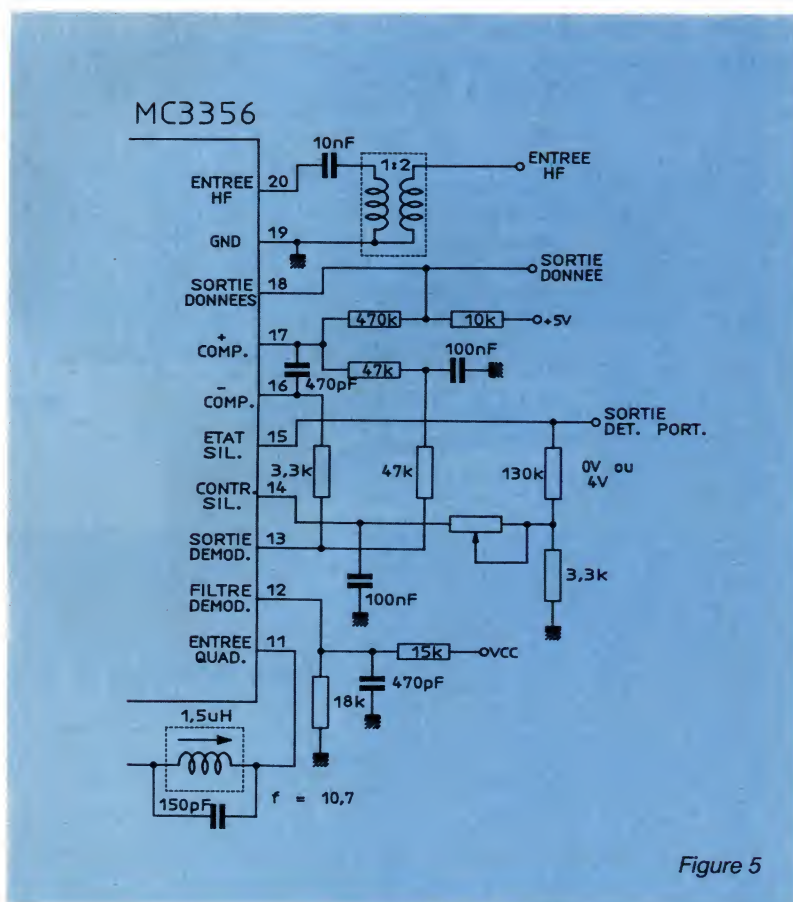 MC3356
10nF
1:2
ENTREE
HF
ENTREE
HF
20
GND
19
SORTIE
DONNEES
18
SORTIE
DONNEE
470k
10k
+5V
+
COMP.
17
470pF
47k
100nF
-
COMP.
16
ETAT
SIL.
15
SORTIE
DET. PORT.
3,3k
47k
130k
0V ou
4V
CONTR.
SIL.
14
SORTIE
DEMOD.
13
100nF
3,3k
FILTRE
DEMOD.
12
15k
VCC
ENTREE
QUAD.
11
18k
470pF
1,5uH
150pF
f = 10,7
Figure 5